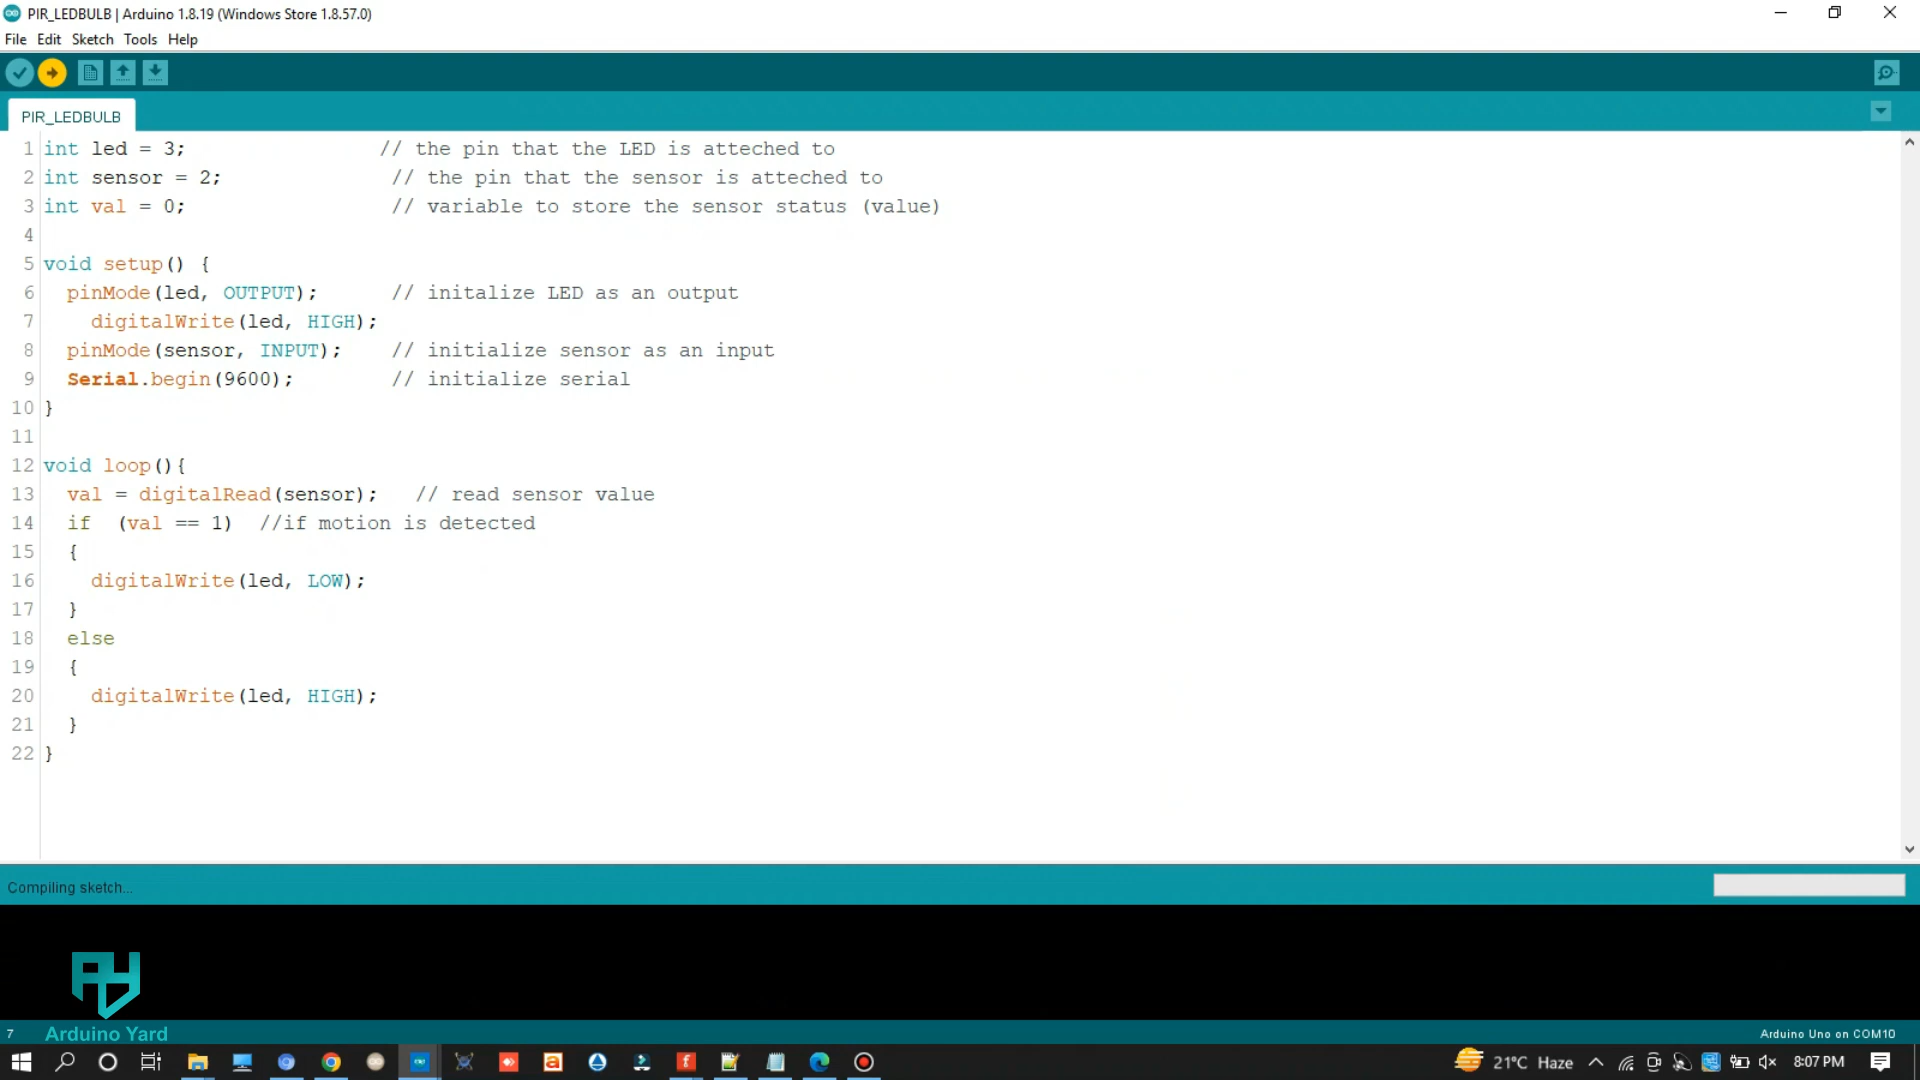 PIR_LEDBULB | Arduino 1.8.19 (Windows Store 1.8.57.0)
File Edit Sketch Tools Help
PIR_LEDBULB
1 int led = 3;                // the pin that the LED is atteched to
2 int sensor = 2;              // the pin that the sensor is atteched to
3 int val = 0;                 // variable to store the sensor status (value)
4
5 void setup() {
6   pinMode(led, OUTPUT);      // initalize LED as an output
7     digitalWrite(led, HIGH);
8   pinMode(sensor, INPUT);    // initialize sensor as an input
9   Serial.begin(9600);        // initialize serial
10 }
11
12 void loop(){
13   val = digitalRead(sensor);   // read sensor value
14   if  (val == 1)  //if motion is detected
15   {
16     digitalWrite(led, LOW);
17   }
18   else
19   {
20     digitalWrite(led, HIGH);
21   }
22 }
Compiling sketch...
7 Arduino Yard
Arduino Uno on COM10
21°C Haze 8:07 PM